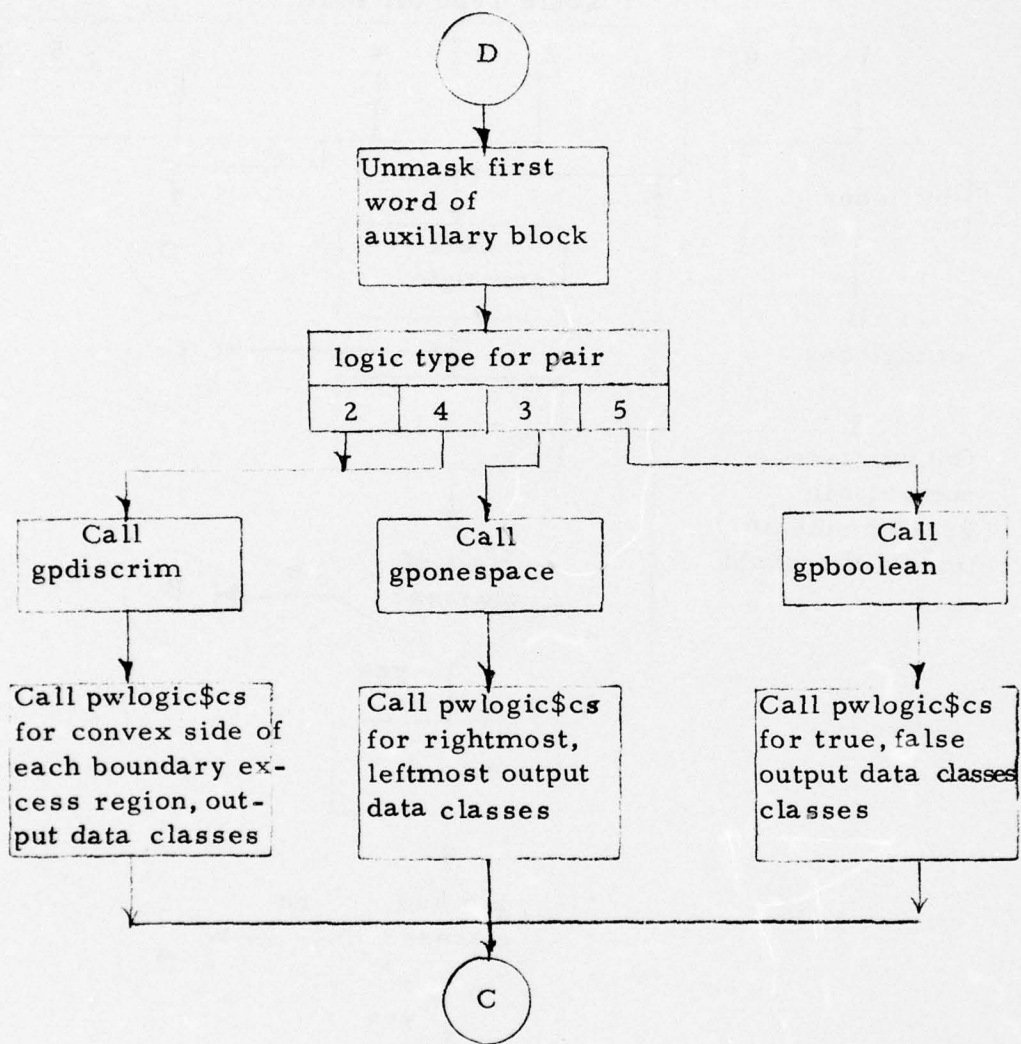 D
Unmask first
word of
auxillary block
logic type for pair
2 4 3 5
Call
gpdiscrim
Call
gponespace
Call
gpboolean
Call pwlogic$cs
for convex side of
each boundary ex-
cess region, out-
put data classes
Call pwlogic$cs
for rightmost,
leftmost output
data classes
Call pwlogic$cs
for true, false
output data classes
classes
C